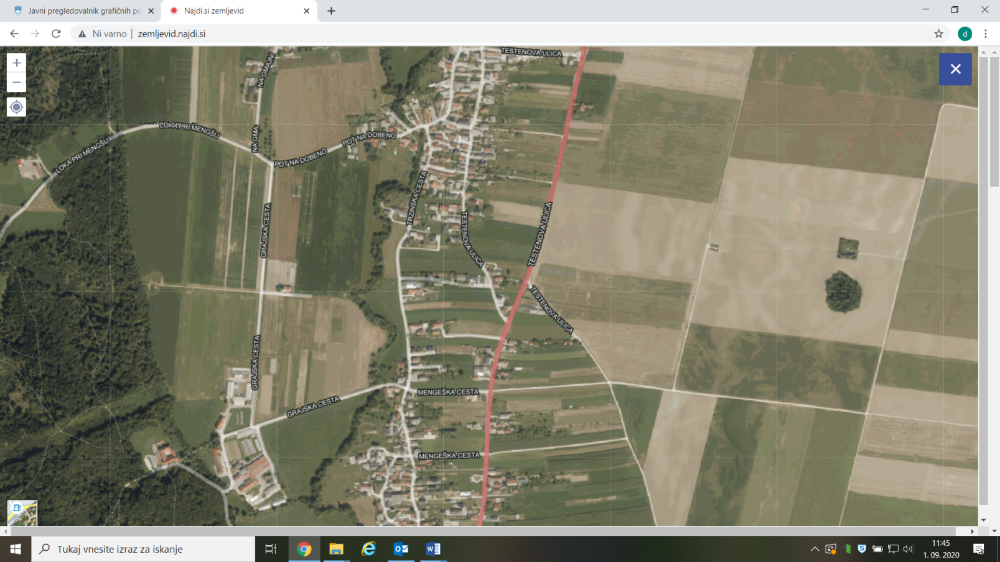 Javni pregledovalnik grafičnih po
Najdi.si zemljevid
Ni varno
zemljevid.najdi.si
d
TESTENOVA ULICA
NA GMAJNI
LOKA PRI MENGŠU
NA GMAJ
POT NA DOBENO
LOKA PRI MENGŠU
POT NA DOBENO
TRZINSKA CESTA
GRAJSKA CESTA
TESTENOVA ULICA
TESTENOVA ULICA
TESTENOVA ULICA
GRAJSKA CESTA
MENGEŠKA CESTA
GRAJSKA CESTA
MENGEŠKA CESTA
Tukaj vnesite izraz za iskanje
11:45
1. 09. 2020